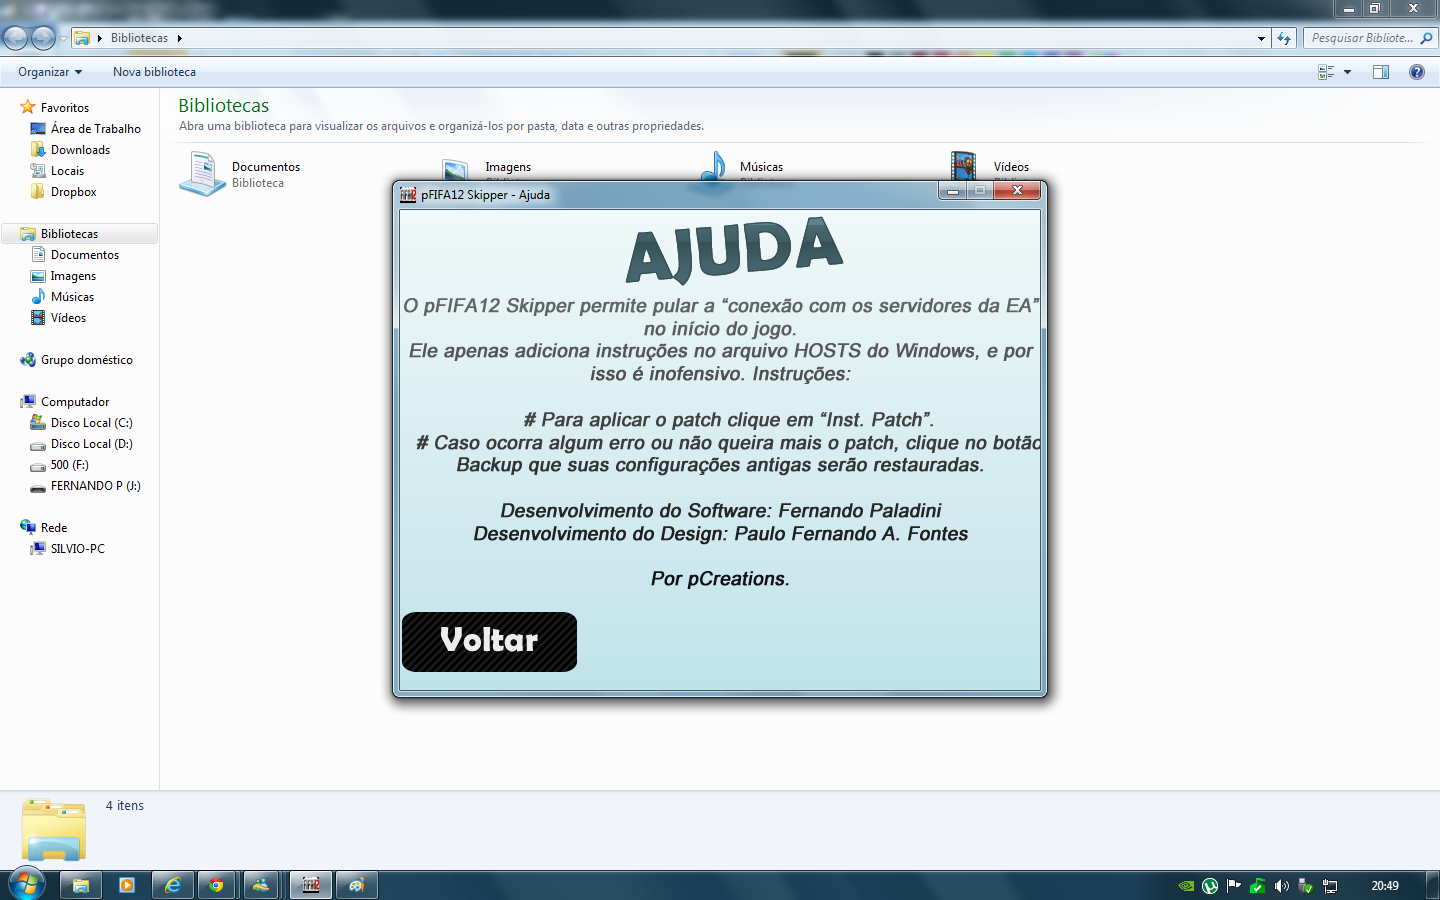 Bibliotecas
Pesquisar Bibliote...
Organizar
Nova biblioteca
Favoritos
Área de Trabalho
Downloads
Locais
Dropbox
Bibliotecas
Documentos
Imagens
Músicas
Vídeos
Grupo doméstico
Computador
Disco Local (C:)
Disco Local (D:)
500 (F:)
FERNANDO P (J:)
Rede
SILVIO-PC
Bibliotecas
Abra uma biblioteca para visualizar os arquivos e organizá-los por pasta, data e outras propriedades.
Documentos
Biblioteca
Imagens
Músicas
Vídeos
pFIFA12 Skipper - Ajuda
AJUDA
O pFIFA12 Skipper permite pular a “conexão com os servidores da EA”
no início do jogo.
Ele apenas adiciona instruções no arquivo HOSTS do Windows, e por
isso é inofensivo. Instruções:
# Para aplicar o patch clique em “Inst. Patch”.
# Caso ocorra algum erro ou não queira mais o patch, clique no botão
Backup que suas configurações antigas serão restauradas.
Desenvolvimento do Software: Fernando Paladini
Desenvolvimento do Design: Paulo Fernando A. Fontes
Por pCreations.
Voltar
4 itens
20:49